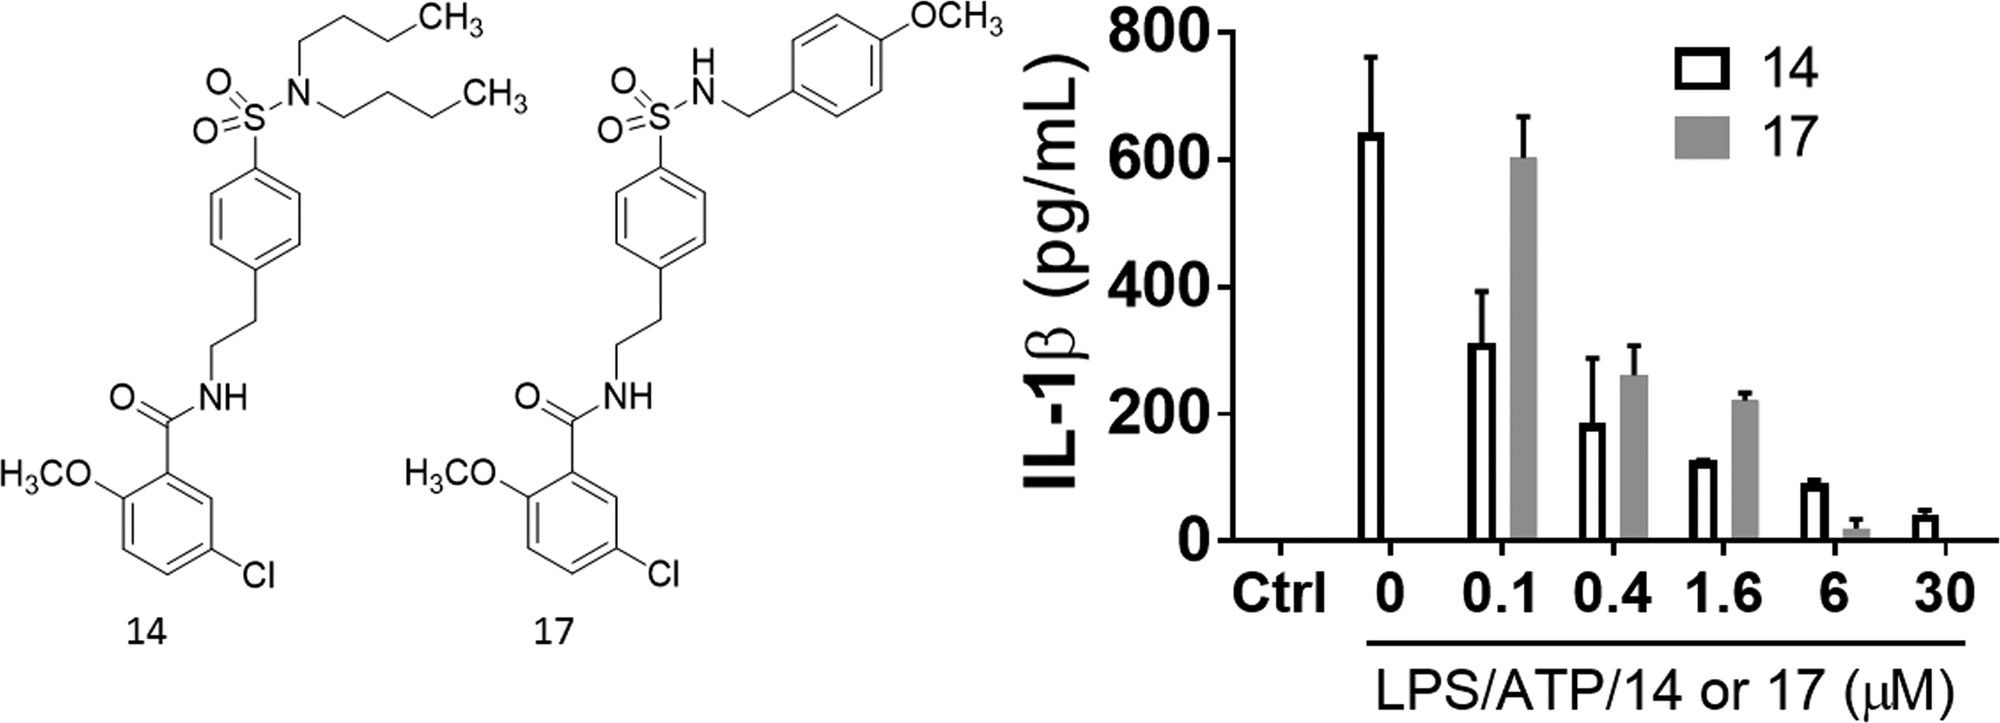 CH₃
CH₃
O
O
S
N
O
NH
H₃CO
Cl
14
OCH₃
H
N
O
O
S
O
NH
H₃CO
Cl
17
IL-1β (pg/mL)
800
600
400
200
0
14
17
Ctrl 0 0.1 0.4 1.6 6 30
LPS/ATP/14 or 17 (μM)